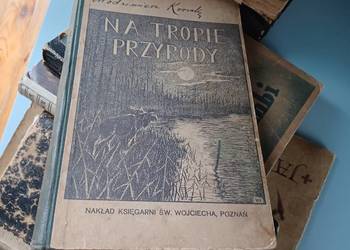 Włodzimierz Korsak
NA TROPIE
PRZYRODY
NAKŁAD KSIĘGARNI ŚW. WOJCIECHA, POZNAŃ